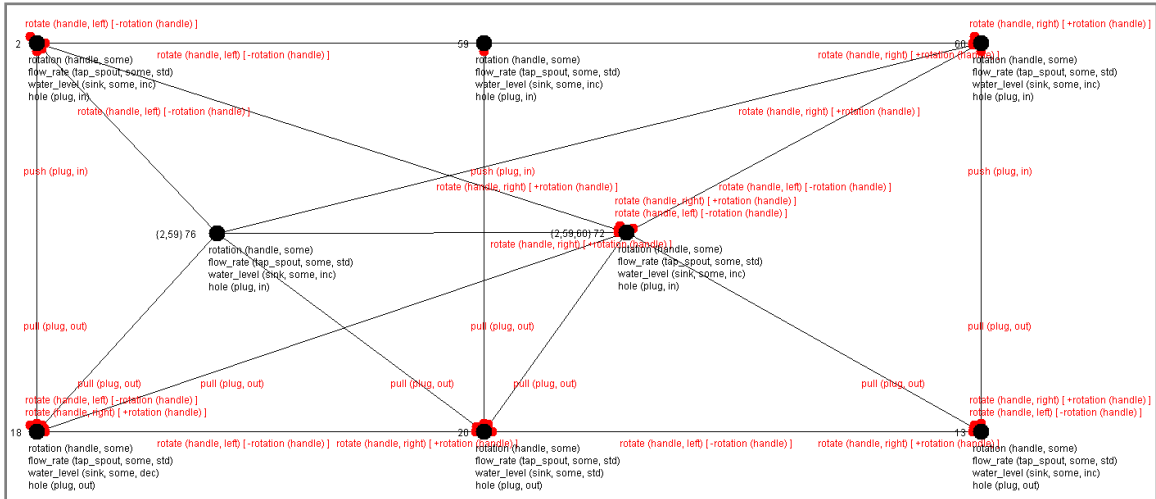 rotate (handle, left) [ -rotation (handle) ]
rotate (handle, right) [ +rotation (handle) ]
2
59
60
rotate (handle, left) [ -rotation (handle) ]
rotate (handle, right) [ +rotation (handle) ]
rotation (handle, some)
flow_rate (tap_spout, some, std)
water_level (sink, some, inc)
hole (plug, in)
rotation (handle, some)
flow_rate (tap_spout, some, std)
water_level (sink, some, inc)
hole (plug, in)
rotation (handle, some)
flow_rate (tap_spout, some, std)
water_level (sink, some, inc)
hole (plug, in)
rotate (handle, left) [ -rotation (handle) ]
rotate (handle, right) [ +rotation (handle) ]
push (plug, in)
push (plug, in)
push (plug, in)
rotate (handle, right) [ +rotation (handle) ]
rotate (handle, left) [ -rotation (handle) ]
rotate (handle, right) [ +rotation (handle) ]
rotate (handle, left) [ -rotation (handle) ]
(2,59) 76
(2,59,60) 72
rotate (handle, right) [ +rotation (handle) ]
rotation (handle, some)
flow_rate (tap_spout, some, std)
water_level (sink, some, inc)
hole (plug, in)
rotation (handle, some)
flow_rate (tap_spout, some, std)
water_level (sink, some, inc)
hole (plug, in)
pull (plug, out)
pull (plug, out)
pull (plug, out)
pull (plug, out)
pull (plug, out)
pull (plug, out)
pull (plug, out)
pull (plug, out)
rotate (handle, left) [ -rotation (handle) ]
rotate (handle, right) [ +rotation (handle) ]
rotate (handle, right) [ +rotation (handle) ]
rotate (handle, left) [ -rotation (handle) ]
18
20
13
rotate (handle, left) [ -rotation (handle) ]
rotate (handle, right) [ +rotation (handle) ]
rotate (handle, left) [ -rotation (handle) ]
rotate (handle, right) [ +rotation (handle) ]
rotation (handle, some)
flow_rate (tap_spout, some, std)
water_level (sink, some, dec)
hole (plug, out)
rotation (handle, some)
flow_rate (tap_spout, some, std)
water_level (sink, some, std)
hole (plug, out)
rotation (handle, some)
flow_rate (tap_spout, some, std)
water_level (sink, some, inc)
hole (plug, out)